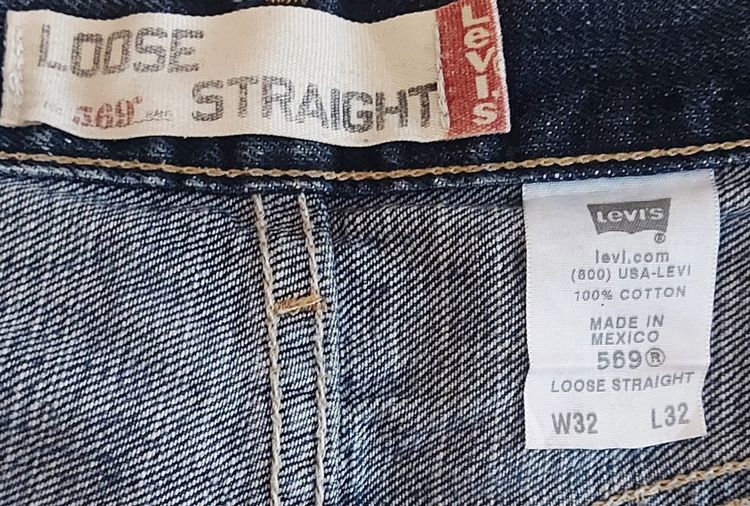 LOOSE
569®
STRAIGHT
Levi's
LEVI'S
®
levi.com
(800) USA-LEVI
100% COTTON
MADE IN
MEXICO
569®
LOOSE STRAIGHT
W32 L32